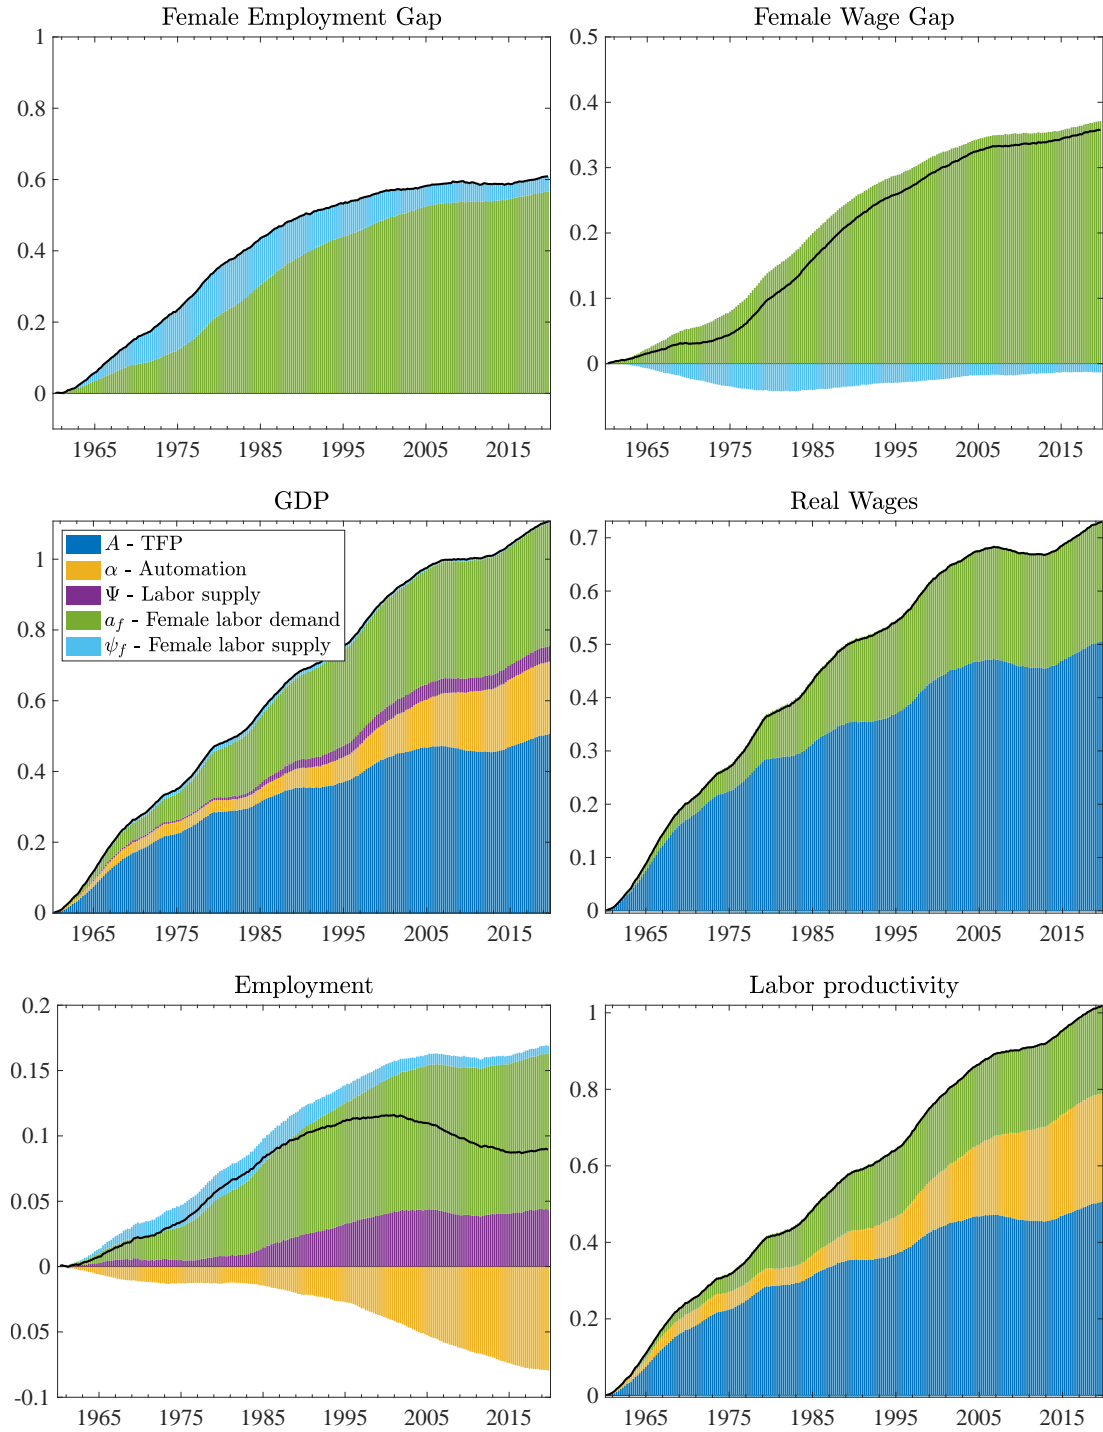 Female Employment Gap
1
0.8
0.6
0.4
0.2
0
1965 1975 1985 1995 2005 2015
Female Wage Gap
0.5
0.4
0.3
0.2
0.1
0
1965 1975 1985 1995 2005 2015
GDP
1
0.8
0.6
0.4
0.2
0
A - TFP
α - Automation
Ψ - Labor supply
a_f - Female labor demand
ψ_f - Female labor supply
1965 1975 1985 1995 2005 2015
Real Wages
0.7
0.6
0.5
0.4
0.3
0.2
0.1
0
1965 1975 1985 1995 2005 2015
Employment
0.2
0.15
0.1
0.05
0
0.05
-0.1
1965 1975 1985 1995 2005 2015
Labor productivity
1
0.8
0.6
0.4
0.2
0
1965 1975 1985 1995 2005 2015